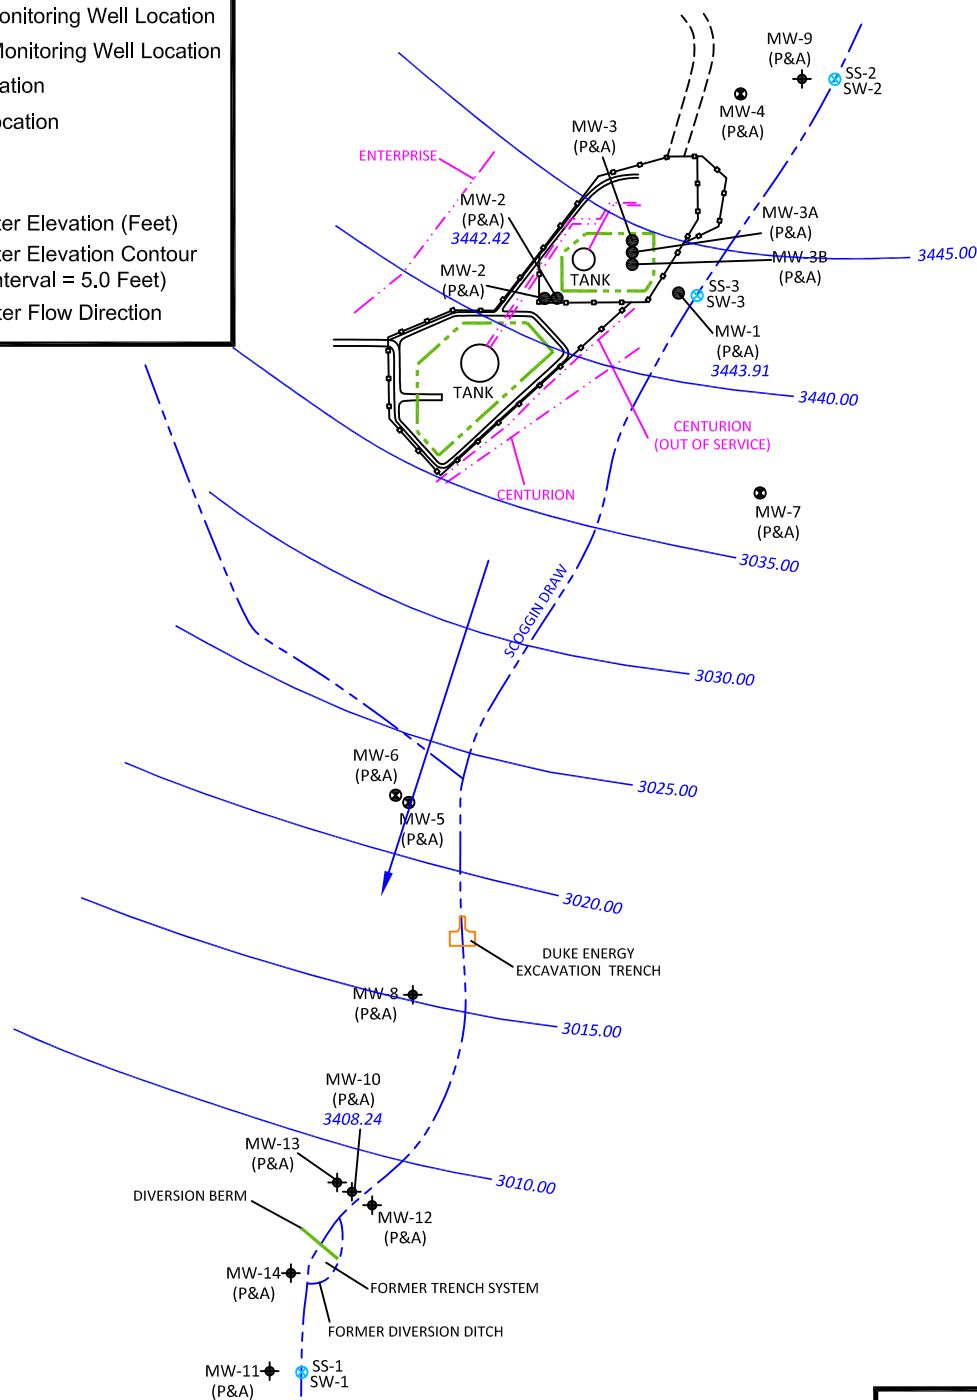 onitoring Well Location
Monitoring Well Location
ation
ocation
ter Elevation (Feet)
ter Elevation Contour
nterval = 5.0 Feet)
ter Flow Direction
MW-9
(P&A)
SS-2
SW-2
MW-4
(P&A)
MW-3
(P&A)
ENTERPRISE
MW-2
(P&A)
3442.42
MW-3A
(P&A)
MW-3B
(P&A)
3445.00
MW-2
(P&A)
TANK
SS-3
SW-3
MW-1
(P&A)
3443.91
TANK
3440.00
CENTURION
(OUT OF SERVICE)
CENTURION
MW-7
(P&A)
3035.00
SCOGGIN DRAW
3030.00
MW-6
(P&A)
3025.00
MW-5
(P&A)
3020.00
DUKE ENERGY
EXCAVATION TRENCH
MW-8
(P&A)
3015.00
MW-10
(P&A)
3408.24
MW-13
(P&A)
3010.00
DIVERSION BERM
MW-12
(P&A)
MW-14
(P&A)
FORMER TRENCH SYSTEM
FORMER DIVERSION DITCH
MW-11
(P&A)
SS-1
SW-1